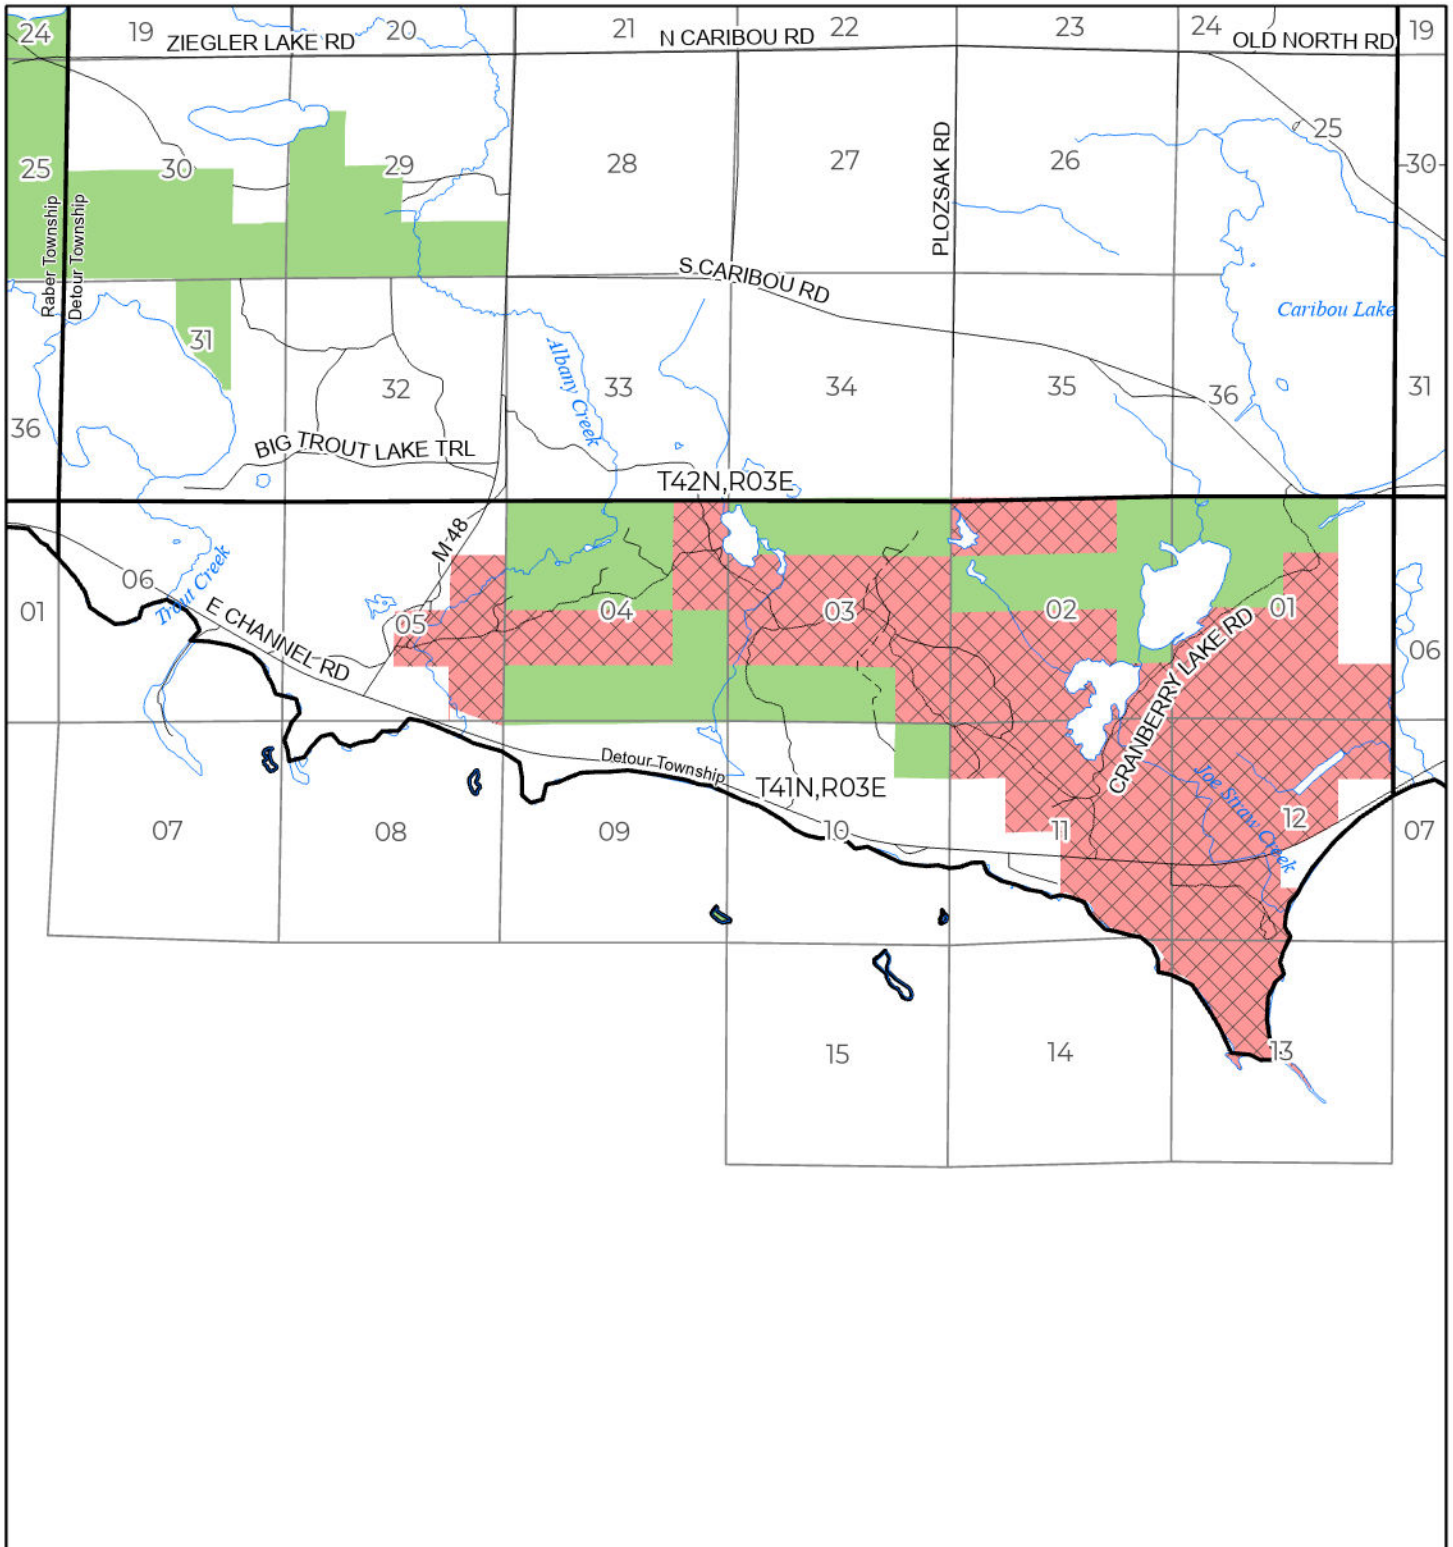 24
19
20
21
22
23
24
19
ZIEGLER LAKE RD
N CARIBOU RD
OLD NORTH RD
25
30
29
28
27
26
25
30
PLOZSAK RD
Raber Township
Detour Township
S CARIBOU RD
Caribou Lake
31
32
Albany Creek
33
34
35
36
31
36
BIG TROUT LAKE TRL
T42N,R03E
M 48
01
06
Trout Creek
E CHANNEL RD
05
04
03
02
01
06
CRANBERRY LAKE RD
Detour Township
T41N,R03E
Joe Straw Creek
07
08
09
10
11
12
07
15
14
13